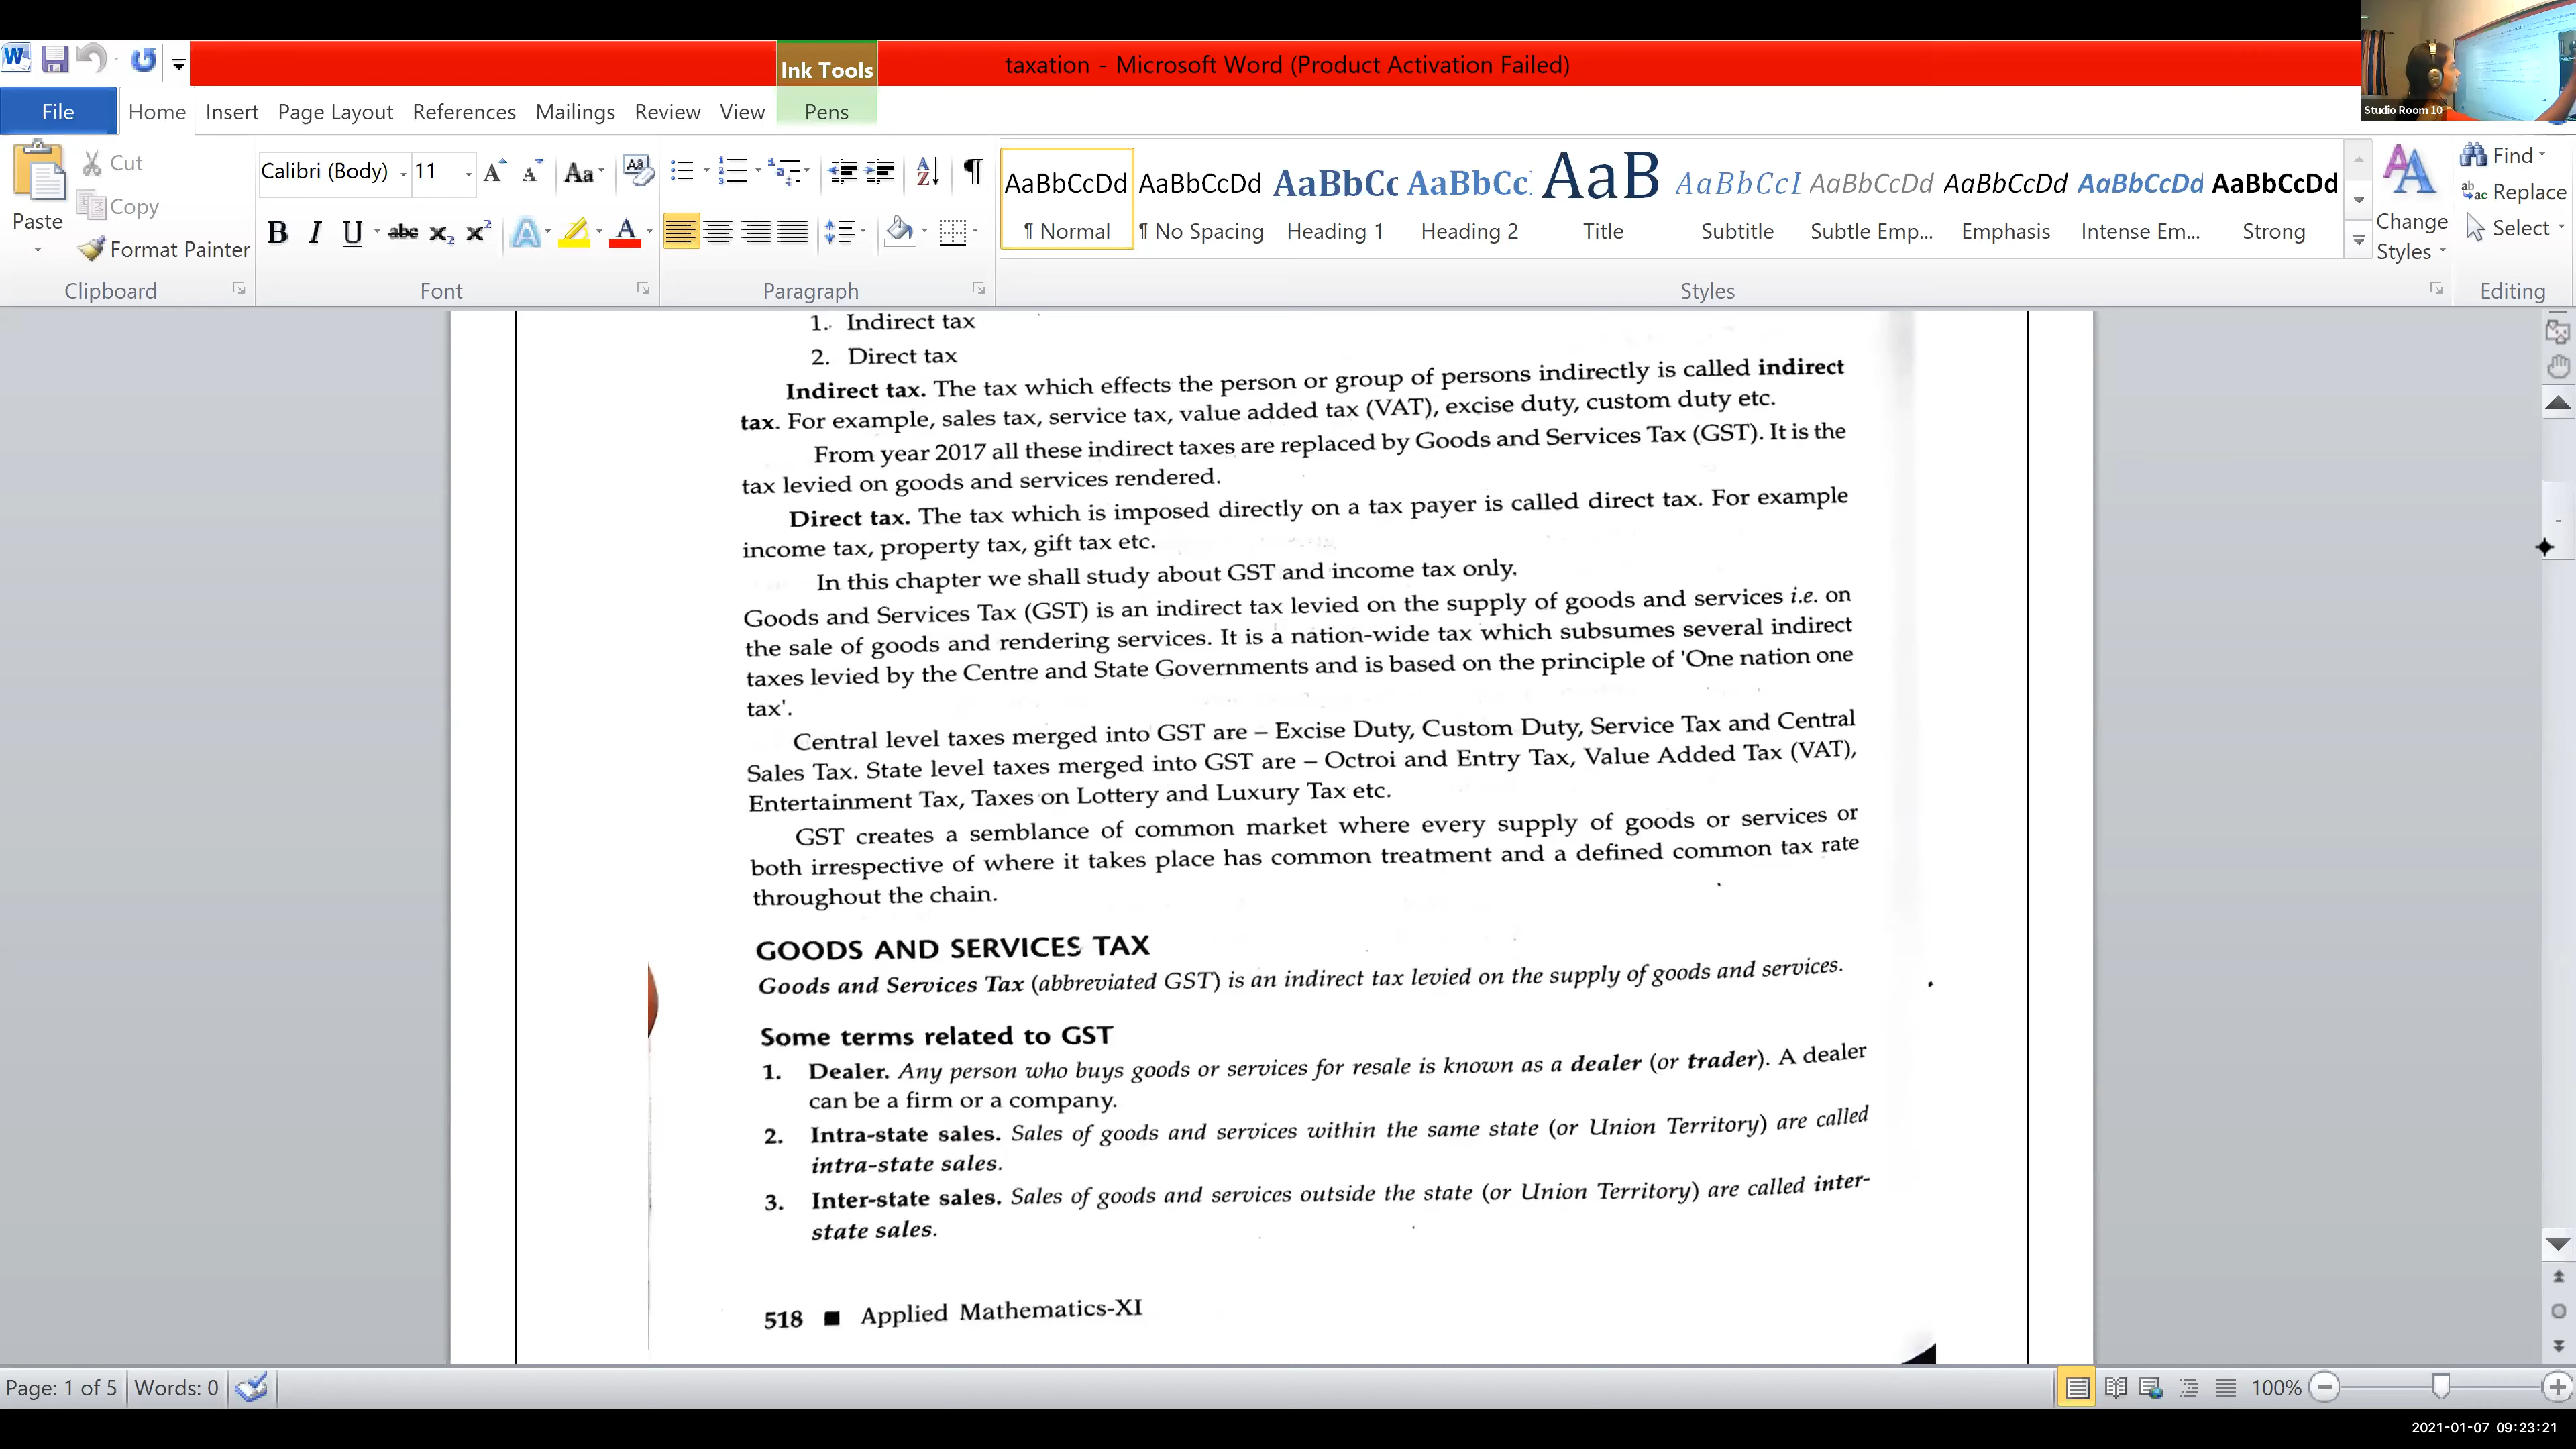 Ink Tools
taxation - Microsoft Word (Product Activation Failed)
Studio Room 10
File Home Insert Page Layout References Mailings Review View Pens
Paste
Cut
Copy
Format Painter
Clipboard
Calibri (Body) 11
Font
Paragraph
AaBbCcDd AaBbCcDd AaBbCc AaBbCc AaB AaBbCcI AaBbCcDd AaBbCcDd AaBbCcDd AaBbCcDd
¶ Normal ¶ No Spacing Heading 1 Heading 2 Title Subtitle Subtle Emp... Emphasis Intense Em... Strong
Styles
Change
Styles
Find
Replace
Select
Editing
1. Indirect tax
2. Direct tax
Indirect tax. The tax which effects the person or group of persons indirectly is called indirect
tax. For example, sales tax, service tax, value added tax (VAT), excise duty, custom duty etc.
From year 2017 all these indirect taxes are replaced by Goods and Services Tax (GST). It is the
tax levied on goods and services rendered.
Direct tax. The tax which is imposed directly on a tax payer is called direct tax. For example
income tax, property tax, gift tax etc.
In this chapter we shall study about GST and income tax only.
Goods and Services Tax (GST) is an indirect tax levied on the supply of goods and services i.e. on
the sale of goods and rendering services. It is a nation-wide tax which subsumes several indirect
taxes levied by the Centre and State Governments and is based on the principle of 'One nation one
tax'.
Central level taxes merged into GST are – Excise Duty, Custom Duty, Service Tax and Central
Sales Tax. State level taxes merged into GST are – Octroi and Entry Tax, Value Added Tax (VAT),
Entertainment Tax, Taxes on Lottery and Luxury Tax etc.
GST creates a semblance of common market where every supply of goods or services or
both irrespective of where it takes place has common treatment and a defined common tax rate
throughout the chain.
GOODS AND SERVICES TAX
Goods and Services Tax (abbreviated GST) is an indirect tax levied on the supply of goods and services.
Some terms related to GST
1. Dealer. Any person who buys goods or services for resale is known as a dealer (or trader). A dealer
can be a firm or a company.
2. Intra-state sales. Sales of goods and services within the same state (or Union Territory) are called
intra-state sales.
3. Inter-state sales. Sales of goods and services outside the state (or Union Territory) are called inter-
state sales.
518 ■ Applied Mathematics-XI
Page: 1 of 5 Words: 0
100%
2021-01-07 09:23:21